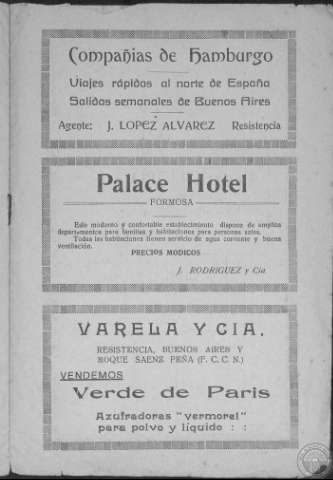 Compañias de Hamburgo
Viajes rápidos al norte de España
Salidas semanales de Buenos Aires
Agente: J. LOPEZ ALVAREZ Resistencia
Palace Hotel
FORMOSA
Este moderno y confortable establecimiento dispone de amplios
departamentos para familias y habitaciones para personas solas.
Todas las habitaciones tienen servicio de agua corriente y buena
ventilación.
PRECIOS MODICOS
J. RODRIGUEZ y Cia
VARELA Y CIA.
RESISTENCIA, BUENOS AIRES Y
ROQUE SAENZ PEÑA (F. C. C. N.)
VENDEMOS
Verde de Paris
Azufradoras "vermorel"
para polvo y líquido : :